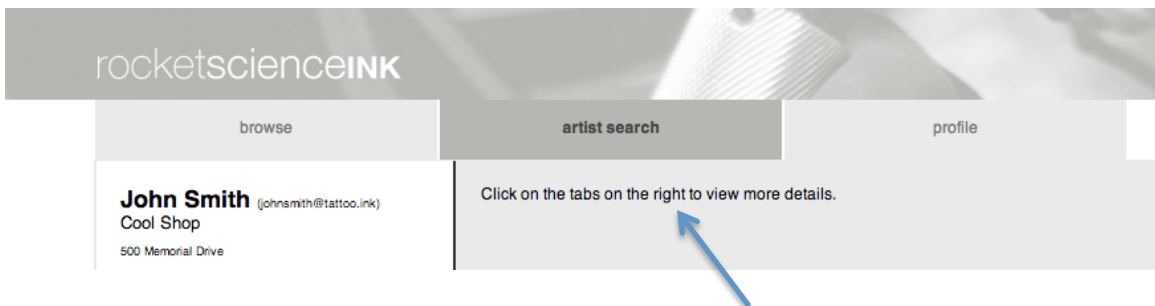 rocketscienceINK
browse
artist search
profile
John Smith (johnsmith@tattoo.ink)
Cool Shop
500 Memorial Drive
Click on the tabs on the right to view more details.